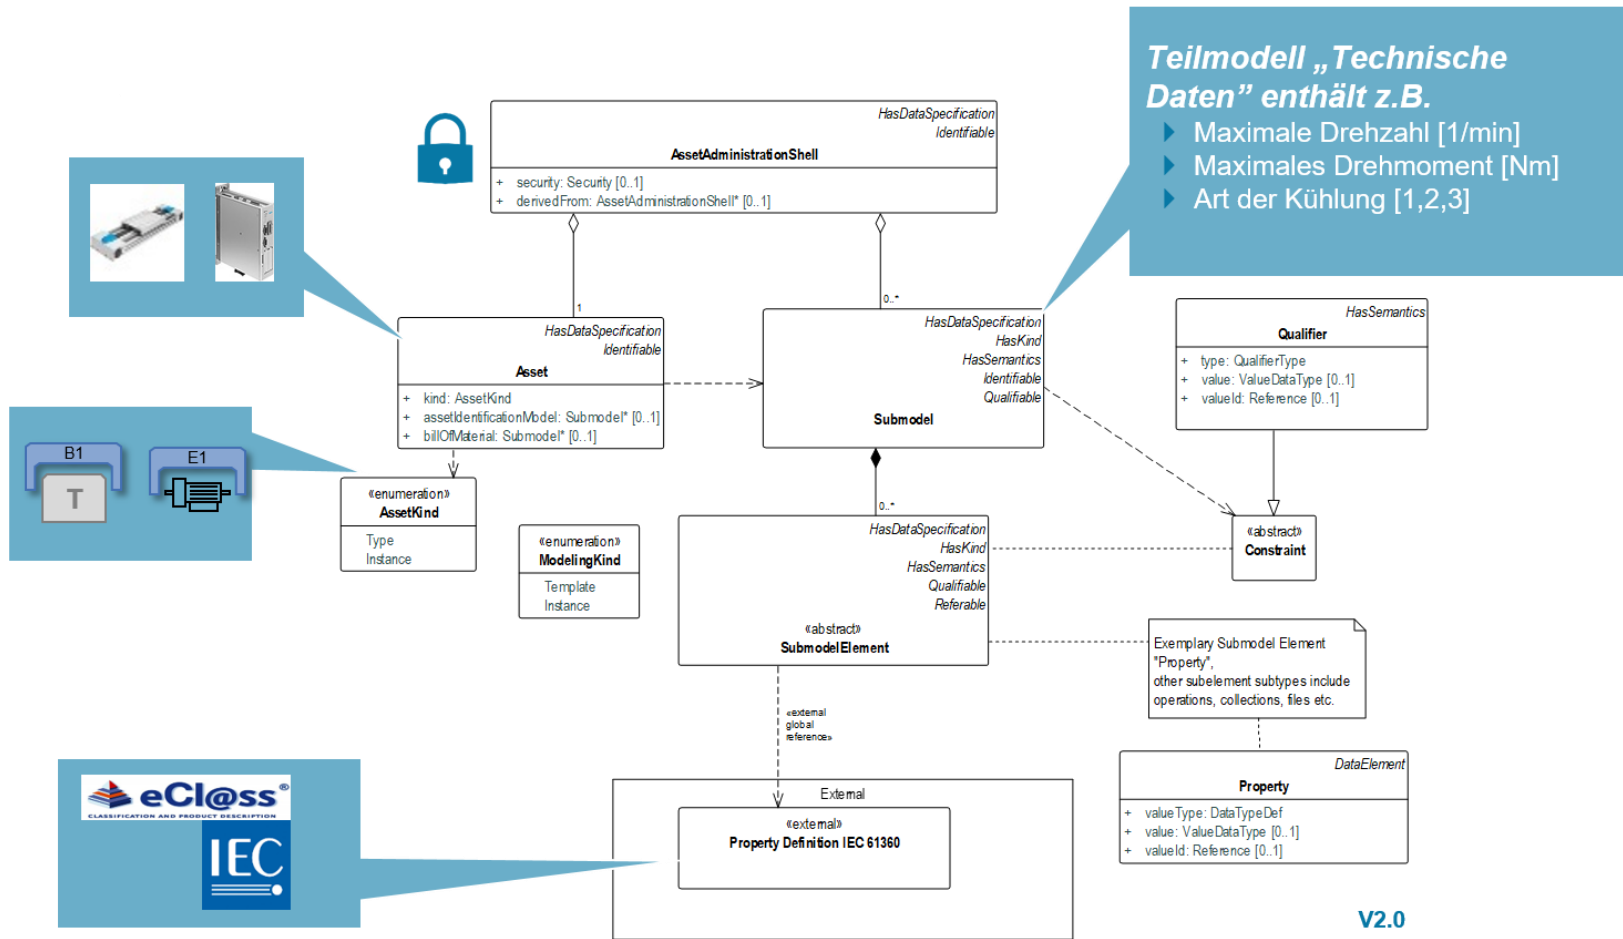 Teilmodell „Technische
Daten” enthält z.B.
Maximale Drehzahl [1/min]
Maximales Drehmoment [Nm]
Art der Kühlung [1,2,3]
HasDataSpecification
Identifiable
AssetAdministrationShell
+ security: Security [0..1]
+ derivedFrom: AssetAdministrationShell* [0..1]
1
0..*
HasDataSpecification
Identifiable
Asset
+ kind: AssetKind
+ assetIdentificationModel: Submodel* [0..1]
+ billOfMaterial: Submodel* [0..1]
HasDataSpecification
HasKind
HasSemantics
Identifiable
Qualifiable
Submodel
HasSemantics
Qualifier
+ type: QualifierType
+ value: ValueDataType [0..1]
+ valueId: Reference [0..1]
B1
T
E1
«enumeration»
AssetKind
Type
Instance
«enumeration»
ModelingKind
Template
Instance
0..*
HasDataSpecification
HasKind
HasSemantics
Qualifiable
Referable
«abstract»
SubmodelElement
«abstract»
Constraint
Exemplary Submodel Element
"Property",
other subelement subtypes include
operations, collections, files etc.
«external
global
reference»
DataElement
Property
+ valueType: DataTypeDef
+ value: ValueDataType [0..1]
+ valueId: Reference [0..1]
eCl@ss®
CLASSIFICATION AND PRODUCT DESCRIPTION
IEC
External
«external»
Property Definition IEC 61360
V2.0